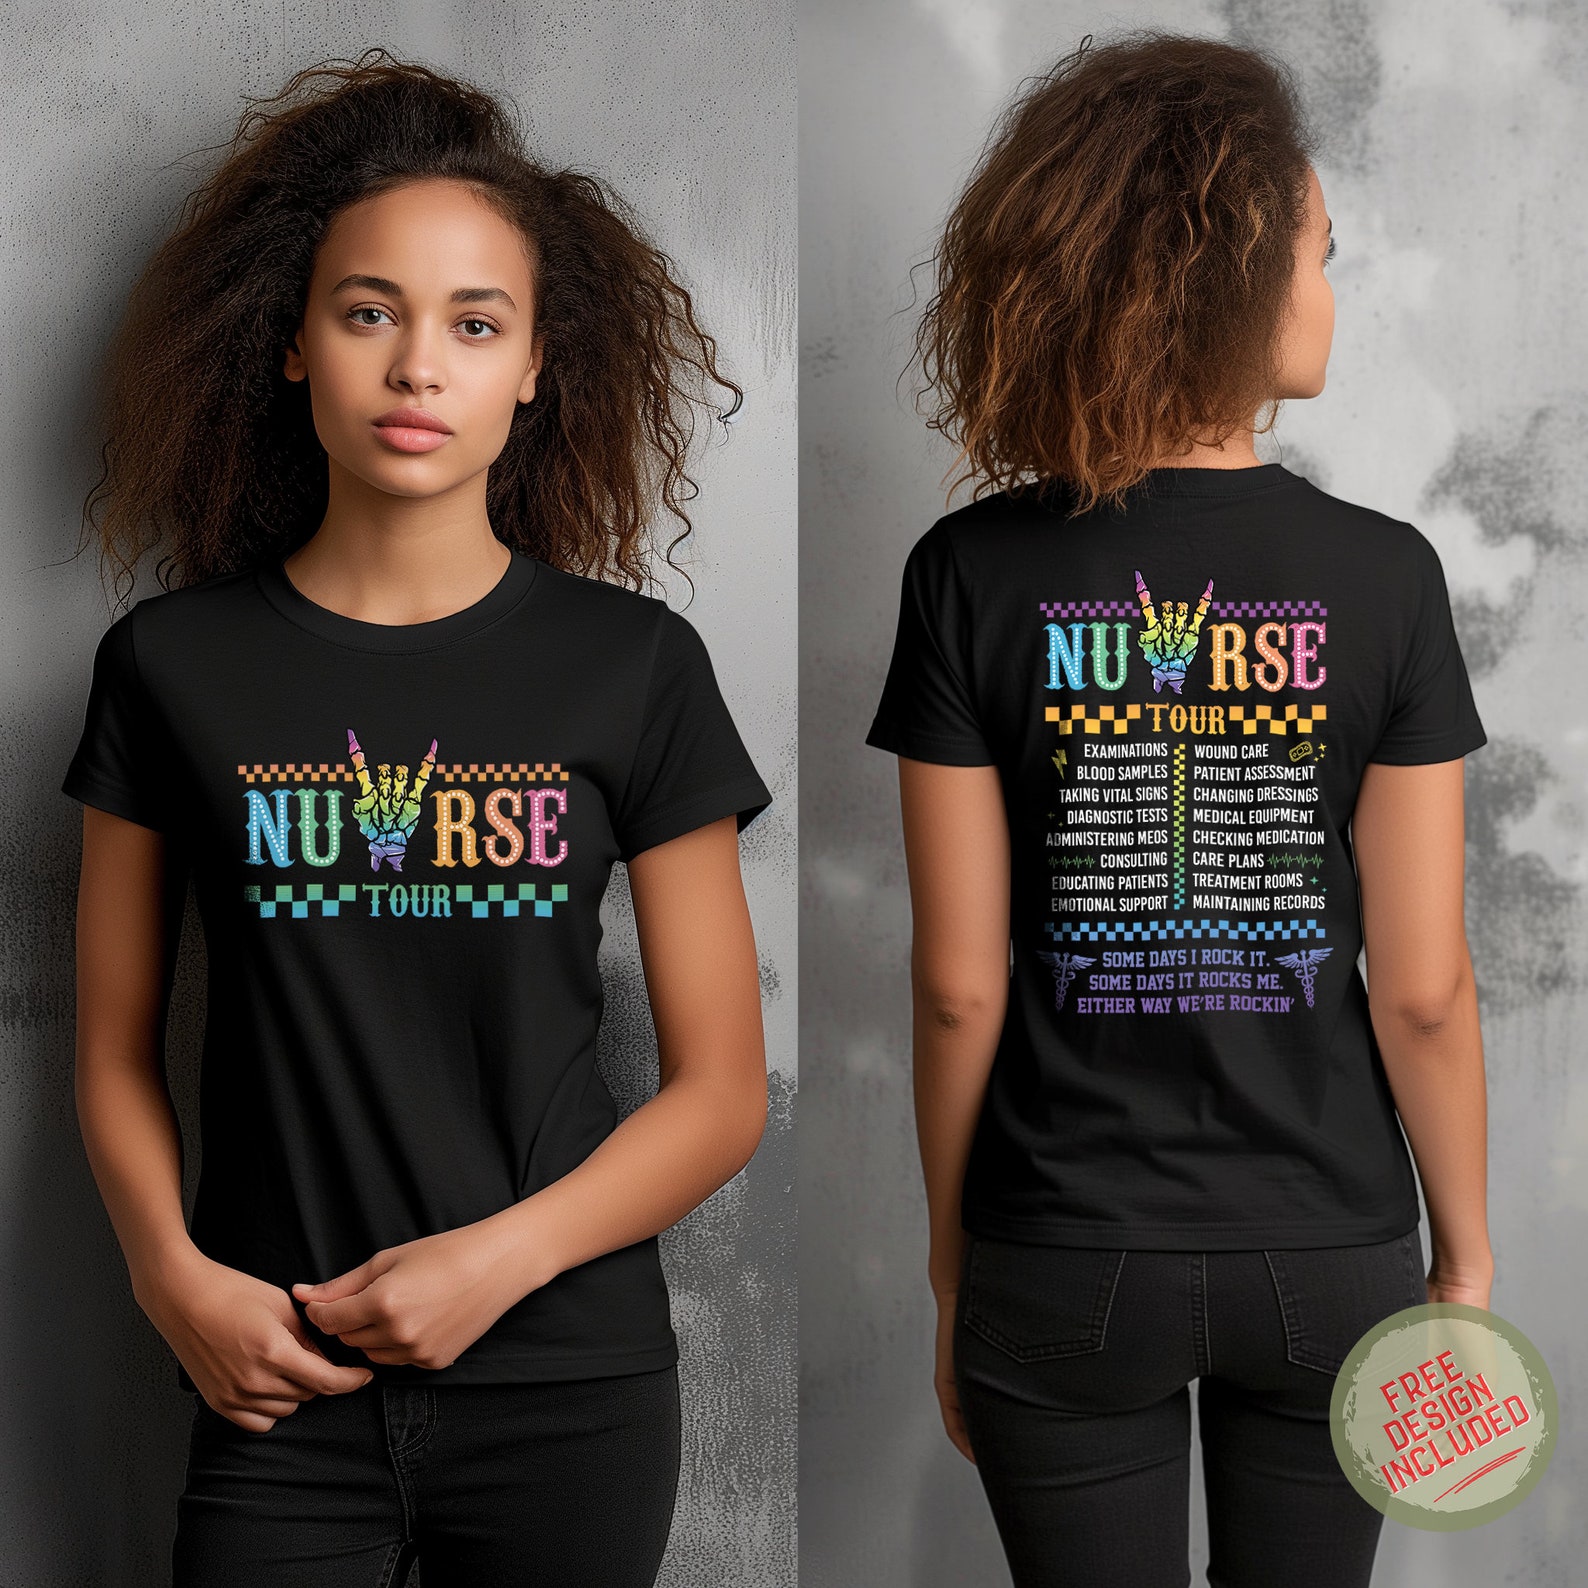 NURSE
TOUR
NURSE
TOUR
EXAMINATIONS
BLOOD SAMPLES
TAKING VITAL SIGNS
DIAGNOSTIC TESTS
ADMINISTERING MEDS
CONSULTING
EDUCATING PATIENTS
EMOTIONAL SUPPORT
WOUND CARE
PATIENT ASSESSMENT
CHANGING DRESSINGS
MEDICAL EQUIPMENT
CHECKING MEDICATION
CARE PLANS
TREATMENT ROOMS
MAINTAINING RECORDS
SOME DAYS I ROCK IT.
SOME DAYS IT ROCKS ME.
EITHER WAY WE'RE ROCKIN'
FREE
DESIGN
INCLUDED